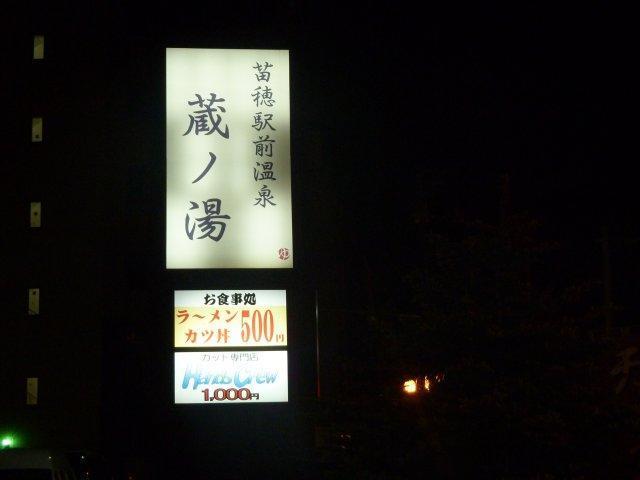 苗穂駅前温泉
蔵ノ湯
お食事処
ラ〜メン
カツ丼
500円
カット専門店
Hands Crew
1,000円